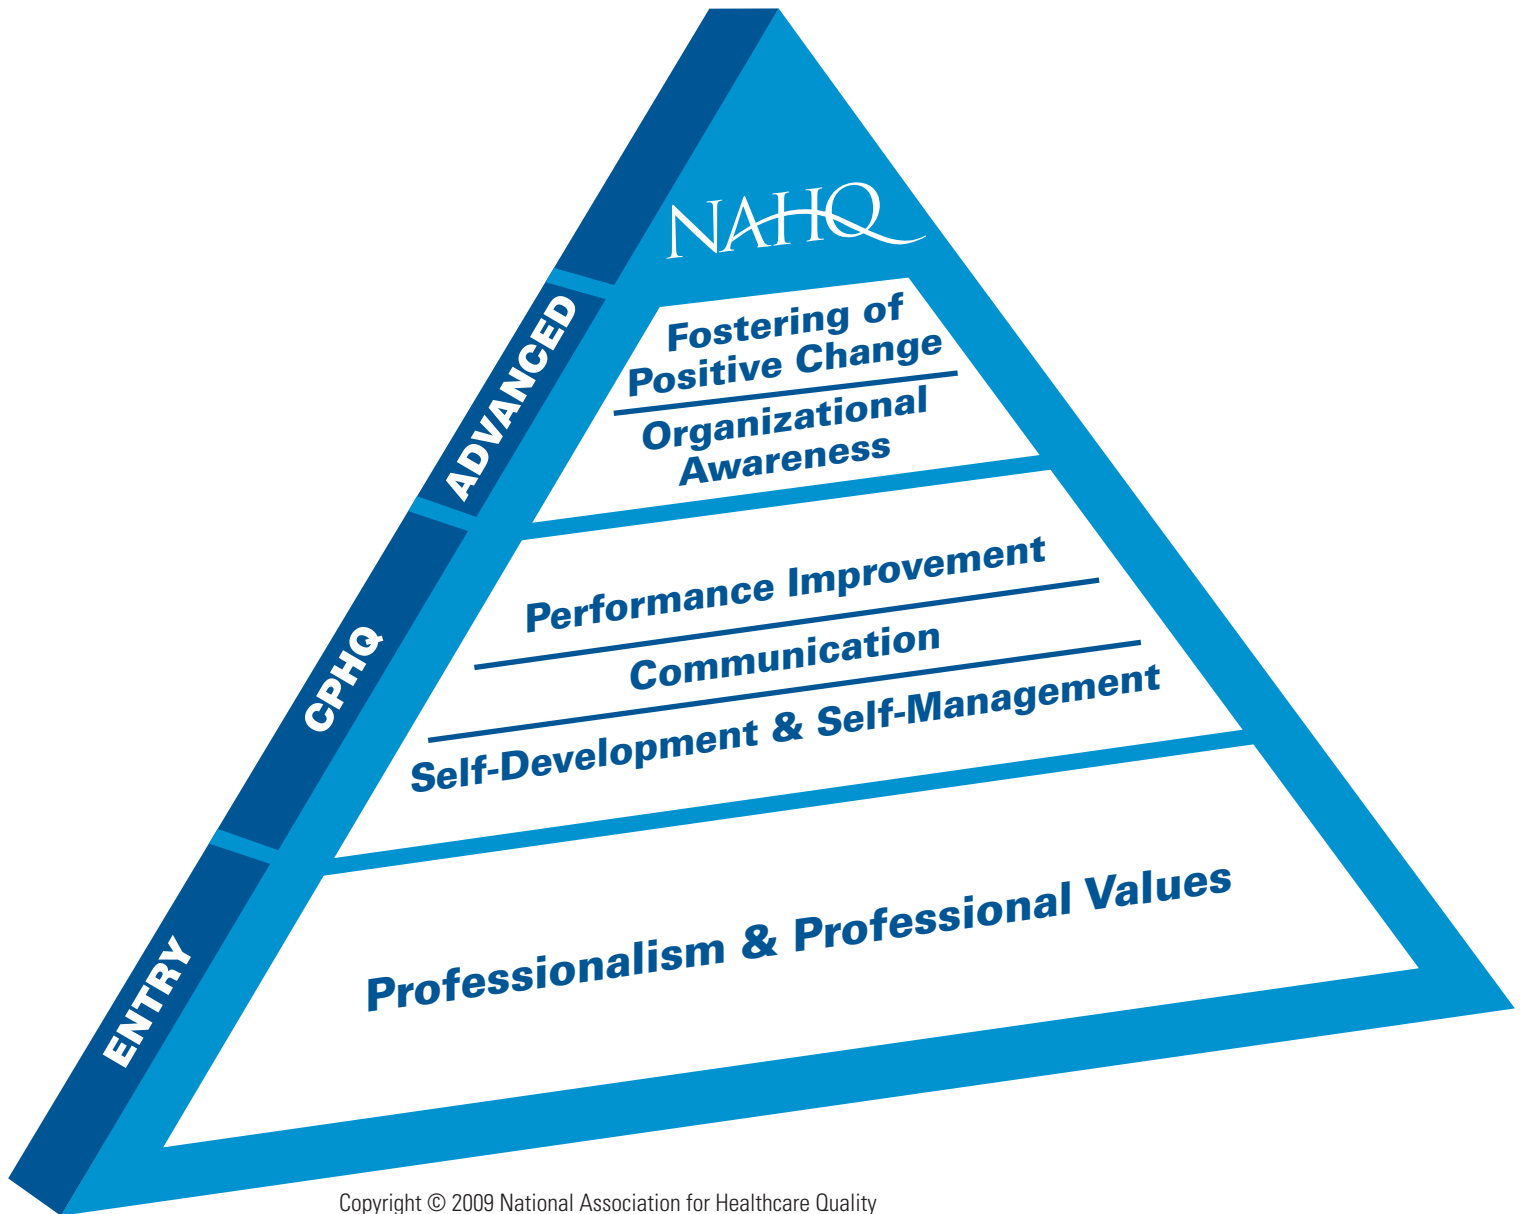 NAHQ
ADVANCED
Fostering of
Positive Change
Organizational
Awareness
CPHQ
Performance Improvement
Communication
Self-Development & Self-Management
ENTRY
Professionalism & Professional Values
Copyright © 2009 National Association for Healthcare Quality